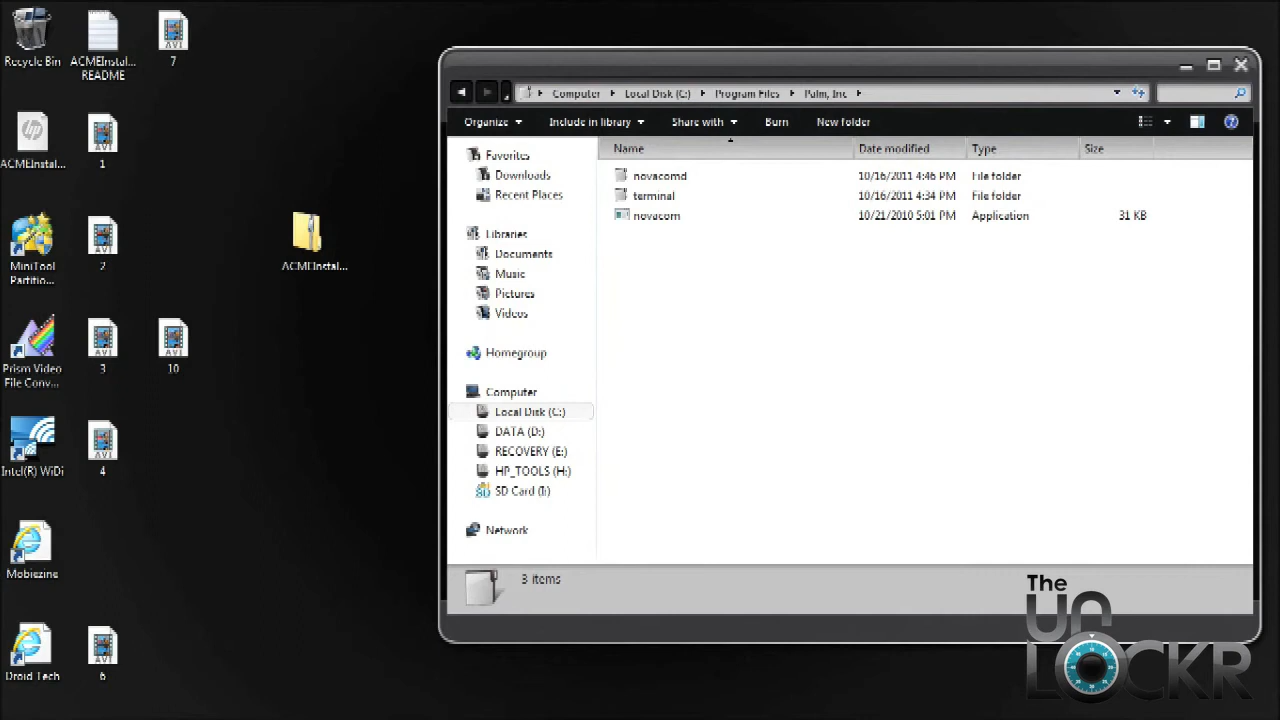 Recycle Bin
ACMEInstal...
README
7
ACMEInstal...
1
MiniTool
Partitio...
2
ACMEInstal...
Prism Video
File Conv...
3
10
Intel(R) WiDi
4
Mobiezine
Droid Tech
6
Computer
Local Disk (C:)
Program Files
Palm, Inc
Organize
Include in library
Share with
Burn
New folder
Favorites
Downloads
Recent Places
Libraries
Documents
Music
Pictures
Videos
Homegroup
Computer
Local Disk (C:)
DATA (D:)
RECOVERY (E:)
HP_TOOLS (H:)
SD Card (I:)
Network
Name Date modified Type Size
novacomd 10/16/2011 4:46 PM File folder
terminal 10/16/2011 4:34 PM File folder
novacom 10/21/2010 5:01 PM Application 31 KB
3 items
The
UN
LOCKR